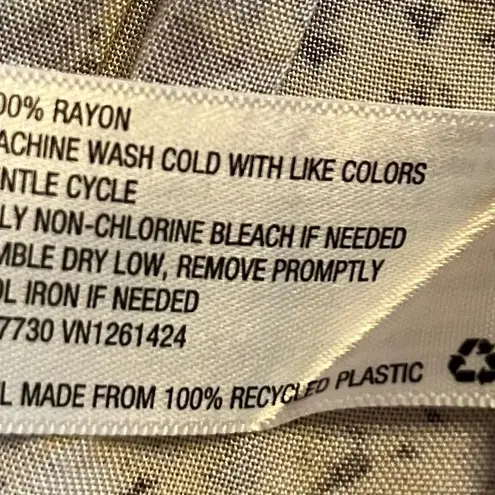 00% RAYON
ACHINE WASH COLD WITH LIKE COLORS
NTLE CYCLE
LY NON-CHLORINE BLEACH IF NEEDED
MBLE DRY LOW, REMOVE PROMPTLY
OL IRON IF NEEDED
7730 VN1261424
L MADE FROM 100% RECYCLED PLASTIC